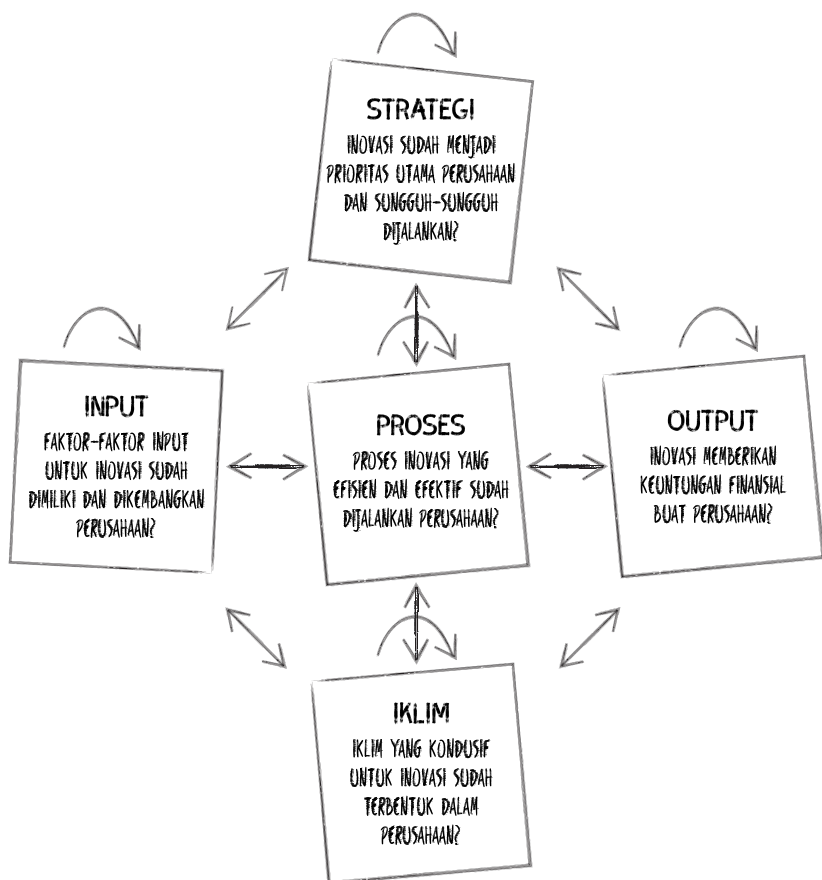 STRATEGI
INOVASI SUDAH MENJADI
PRIORITAS UTAMA PERUSAHAAN
DAN SUNGGUH-SUNGGUH
DIJALANKAN?
INPUT
FAKTOR-FAKTOR INPUT
UNTUK INOVASI SUDAH
DIMILIKI DAN DIKEMBANGKAN
PERUSAHAAN?
PROSES
PROSES INOVASI YANG
EFISIEN DAN EFEKTIF SUDAH
DIJALANKAN PERUSAHAAN?
OUTPUT
INOVASI MEMBERIKAN
KEUNTUNGAN FINANSIAL
BUAT PERUSAHAAN?
IKLIM
IKLIM YANG KONDUSIF
UNTUK INOVASI SUDAH
TERBENTUK DALAM
PERUSAHAAN?